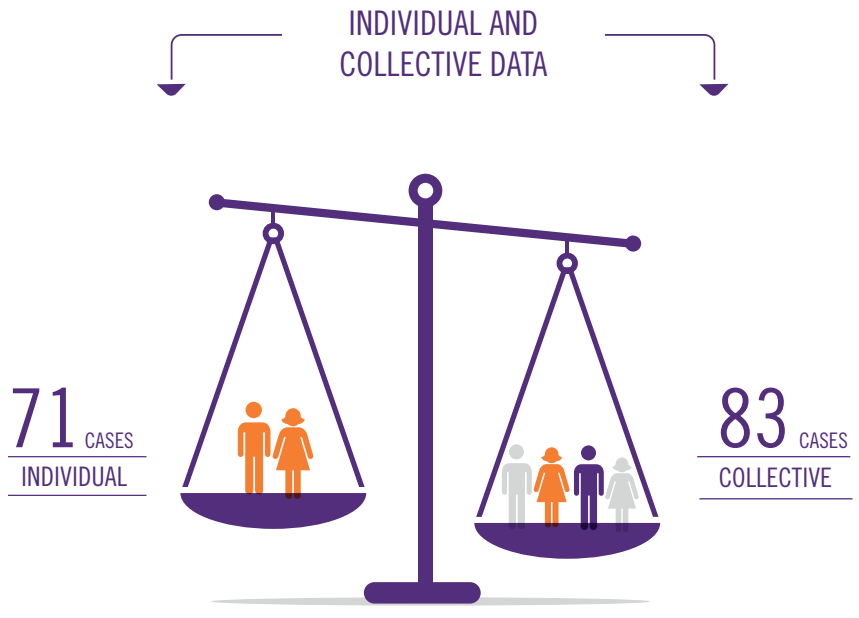 INDIVIDUAL AND
COLLECTIVE DATA
71 CASES
INDIVIDUAL
83 CASES
COLLECTIVE